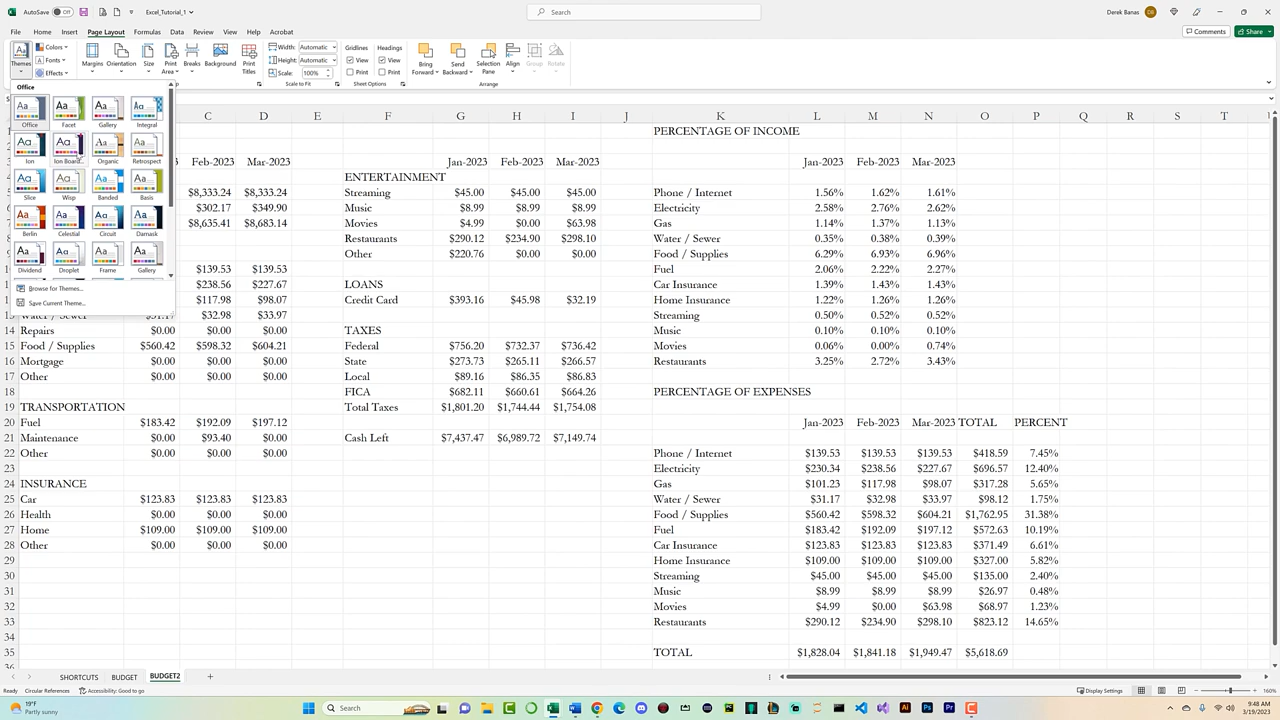 AutoSave Off Excel_Tutorial_1 Search Derek Banas DB
File Home Insert Page Layout Formulas Data Review View Help Acrobat Comments Share
Themes Colors Fonts Effects Margins Orientation Size Print Area Breaks Background Print Titles Width: Automatic Height: Automatic Scale: 100% Gridlines View Print Headings View Print Bring Forward Send Backward Selection Pane Align Group Rotate
Scale to Fit Sheet Options Arrange
Office
Office Facet Gallery Integral
Ion Ion Board... Organic Retrospect
Slice Wisp Banded Basis
Berlin Celestial Circuit Damask
Dividend Droplet Frame Gallery
Browse for Themes...
Save Current Theme...
C D E F H K M N O P Q R S T
PERCENTAGE OF INCOME
Feb-2023 Mar-2023 Jan-2023 Feb-2023 Mar-2023 Jan-2023 Feb-2023 Mar-2023
ENTERTAINMENT
$8,333.24 $8,333.24 Streaming $45.00 $45.00 $45.00 Phone / Internet 1.56% 1.62% 1.61%
$302.17 $349.90 Music $8.99 $8.99 $8.99 Electricity 2.58% 2.76% 2.62%
$8,635.41 $8,683.14 Movies $4.99 $0.00 $63.98 Gas 1.14% 1.37% 1.13%
Restaurants $290.12 $234.90 $298.10 Water / Sewer 0.35% 0.38% 0.39%
Other $220.76 $0.00 $0.00 Food / Supplies 6.29% 6.93% 6.96%
$139.53 $139.53 Fuel 2.22% 2.27%
$238.56 $227.67 LOANS Car Insurance 1.39% 1.43% 1.43%
$117.98 $98.07 Credit Card $393.16 $45.98 $32.19 Home Insurance 1.22% 1.26% 1.26%
Water / Sewer $31.17 $32.98 $33.97 Streaming 0.50% 0.52% 0.52%
14 Repairs $0.00 $0.00 $0.00 TAXES Music 0.10% 0.10% 0.10%
15 Food / Supplies $560.42 $598.32 $604.21 Federal $756.20 $732.37 $736.42 Movies 0.06% 0.00% 0.74%
16 Mortgage $0.00 $0.00 $0.00 State $273.73 $265.11 $266.57 Restaurants 3.25% 2.72% 3.43%
17 Other $0.00 $0.00 $0.00 Local $89.16 $86.35 $86.83
18 FICA $682.11 $660.61 $664.26 PERCENTAGE OF EXPENSES
19 TRANSPORTATION Total Taxes $1,801.20 $1,744.44 $1,754.08
20 Fuel $183.42 $192.09 $197.12 Jan-2023 Feb-2023 Mar-2023 TOTAL PERCENT
21 Maintenance $0.00 $93.40 $0.00 Cash Left $7,437.47 $6,989.72 $7,149.74
22 Other $0.00 $0.00 $0.00 Phone / Internet $139.53 $139.53 $139.53 $418.59 7.45%
23 Electricity $230.34 $238.56 $227.67 $696.57 12.40%
24 INSURANCE Gas $101.23 $117.98 $98.07 $317.28 5.65%
25 Car $123.83 $123.83 $123.83 Water / Sewer $31.17 $32.98 $33.97 $98.12 1.75%
26 Health $0.00 $0.00 $0.00 Food / Supplies $560.42 $598.32 $604.21 $1,762.95 31.38%
27 Home $109.00 $109.00 $109.00 Fuel $183.42 $192.09 $197.12 $572.63 10.19%
28 Other $0.00 $0.00 $0.00 Car Insurance $123.83 $123.83 $123.83 $371.49 6.61%
29 Home Insurance $109.00 $109.00 $109.00 $327.00 5.82%
30 Streaming $45.00 $45.00 $45.00 $135.00 2.40%
31 Music $8.99 $8.99 $8.99 $26.97 0.48%
32 Movies $4.99 $0.00 $63.98 $68.97 1.23%
33 Restaurants $290.12 $234.90 $298.10 $823.12 14.65%
34
35 TOTAL $1,828.04 $1,841.18 $1,949.47 $5,618.69
SHORTCUTS BUDGET BUDGET2
Ready Circular References Accessibility: Good to go Display Settings 160%
19°F Partly sunny Search 9:48 AM 3/19/2023